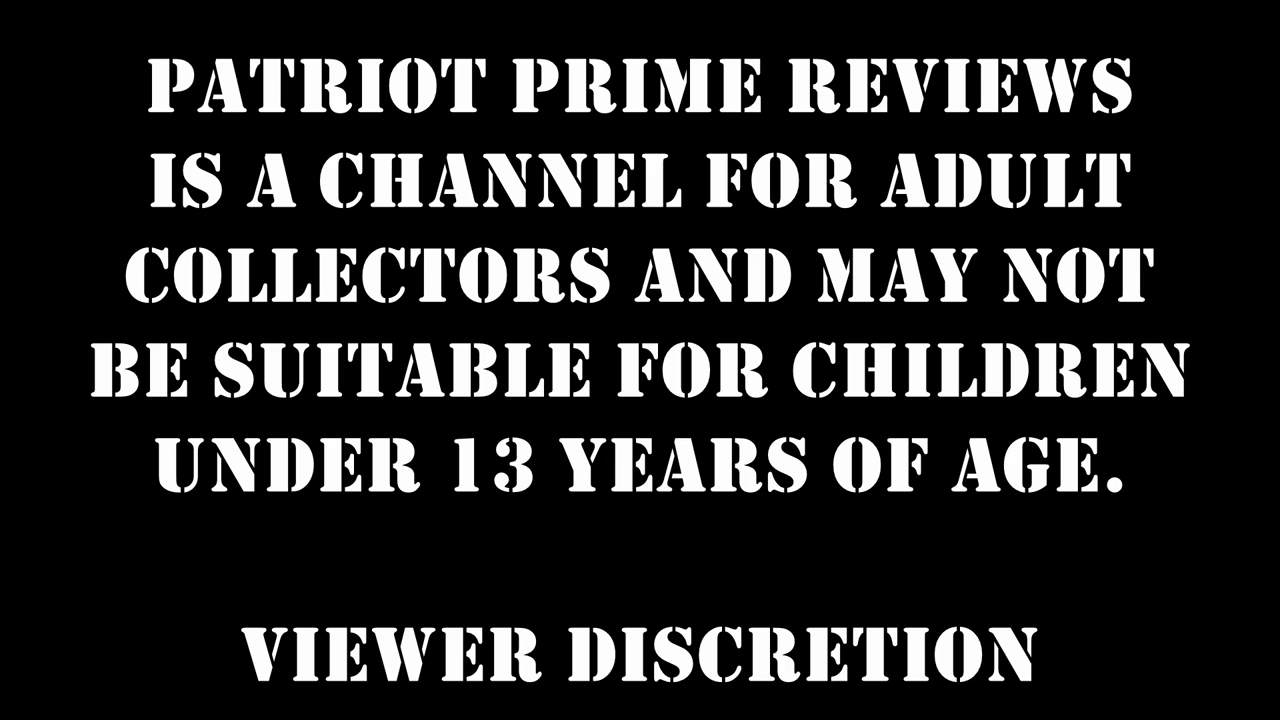 PATRIOT PRIME REVIEWS
IS A CHANNEL FOR ADULT
COLLECTORS AND MAY NOT
BE SUITABLE FOR CHILDREN
UNDER 13 YEARS OF AGE.
VIEWER DISCRETION